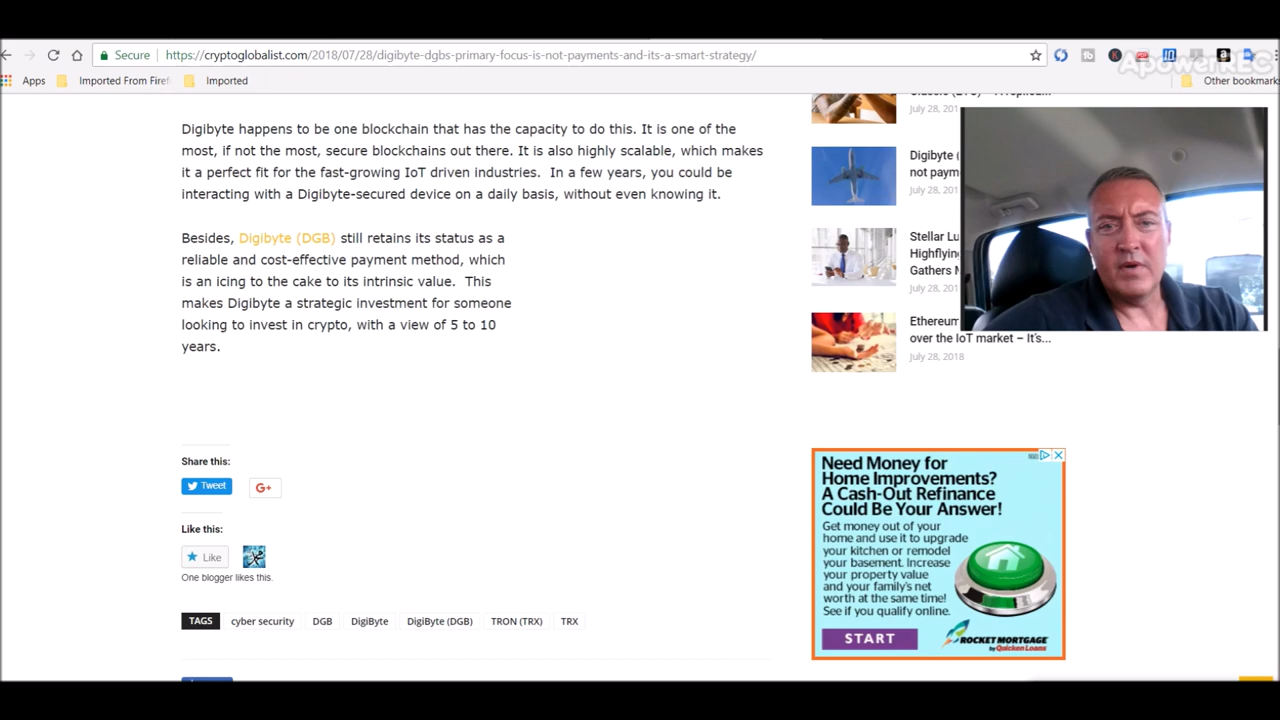 Secure
https://cryptoglobalist.com/2018/07/28/digibyte-dgbs-primary-focus-is-not-payments-and-its-a-smart-strategy/
ApowerREC
Apps
Imported From Firef
Imported
Other bookmarks
Digibyte happens to be one blockchain that has the capacity to do this. It is one of the
most, if not the most, secure blockchains out there. It is also highly scalable, which makes
it a perfect fit for the fast-growing IoT driven industries. In a few years, you could be
interacting with a Digibyte-secured device on a daily basis, without even knowing it.
Besides, Digibyte (DGB) still retains its status as a
reliable and cost-effective payment method, which
is an icing to the cake to its intrinsic value. This
makes Digibyte a strategic investment for someone
looking to invest in crypto, with a view of 5 to 10
years.
Share this:
Tweet
G+
Like this:
Like
One blogger likes this.
TAGS
cyber security
DGB
DigiByte
DigiByte (DGB)
TRON (TRX)
TRX
July 28, 201
Digibyte (
not paym
July 28, 201
Stellar Lu
Highflying
Gathers M
July 28, 201
Ethereum
over the IoT market – It's...
July 28, 2018
Need Money for
Home Improvements?
A Cash-Out Refinance
Could Be Your Answer!
Get money out of your
home and use it to upgrade
your kitchen or remodel
your basement. Increase
your property value
and your family's net
worth at the same time!
See if you qualify online.
START
ROCKET MORTGAGE
by Quicken Loans